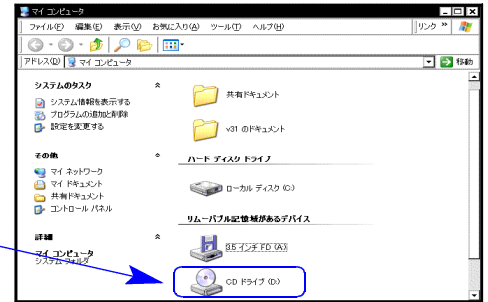 マイ コンピュータ
ファイル(F) 編集(E) 表示(V) お気に入り(A) ツール(T) ヘルプ(H) リンク »
アドレス(D) マイ コンピュータ 移動
システムのタスク
システム情報を表示する
プログラムの追加と削除
設定を変更する
その他
マイ ネットワーク
マイ ドキュメント
共有ドキュメント
コントロール パネル
詳細
マイ コンピュータ
システム フォルダ
共有ドキュメント
v31 のドキュメント
ハード ディスク ドライブ
ローカル ディスク (C:)
リムーバブル記憶域があるデバイス
3.5 インチ FD (A:)
CD ドライブ (D:)